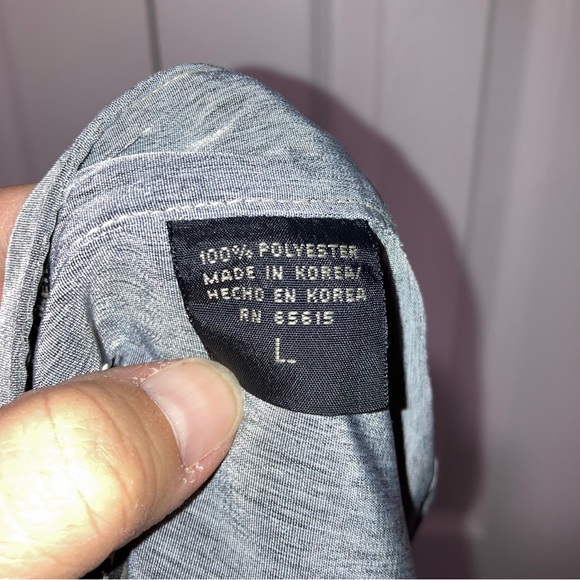 100% POLYESTER
MADE IN KOREA/
HECHO EN KOREA
RN 65615
L